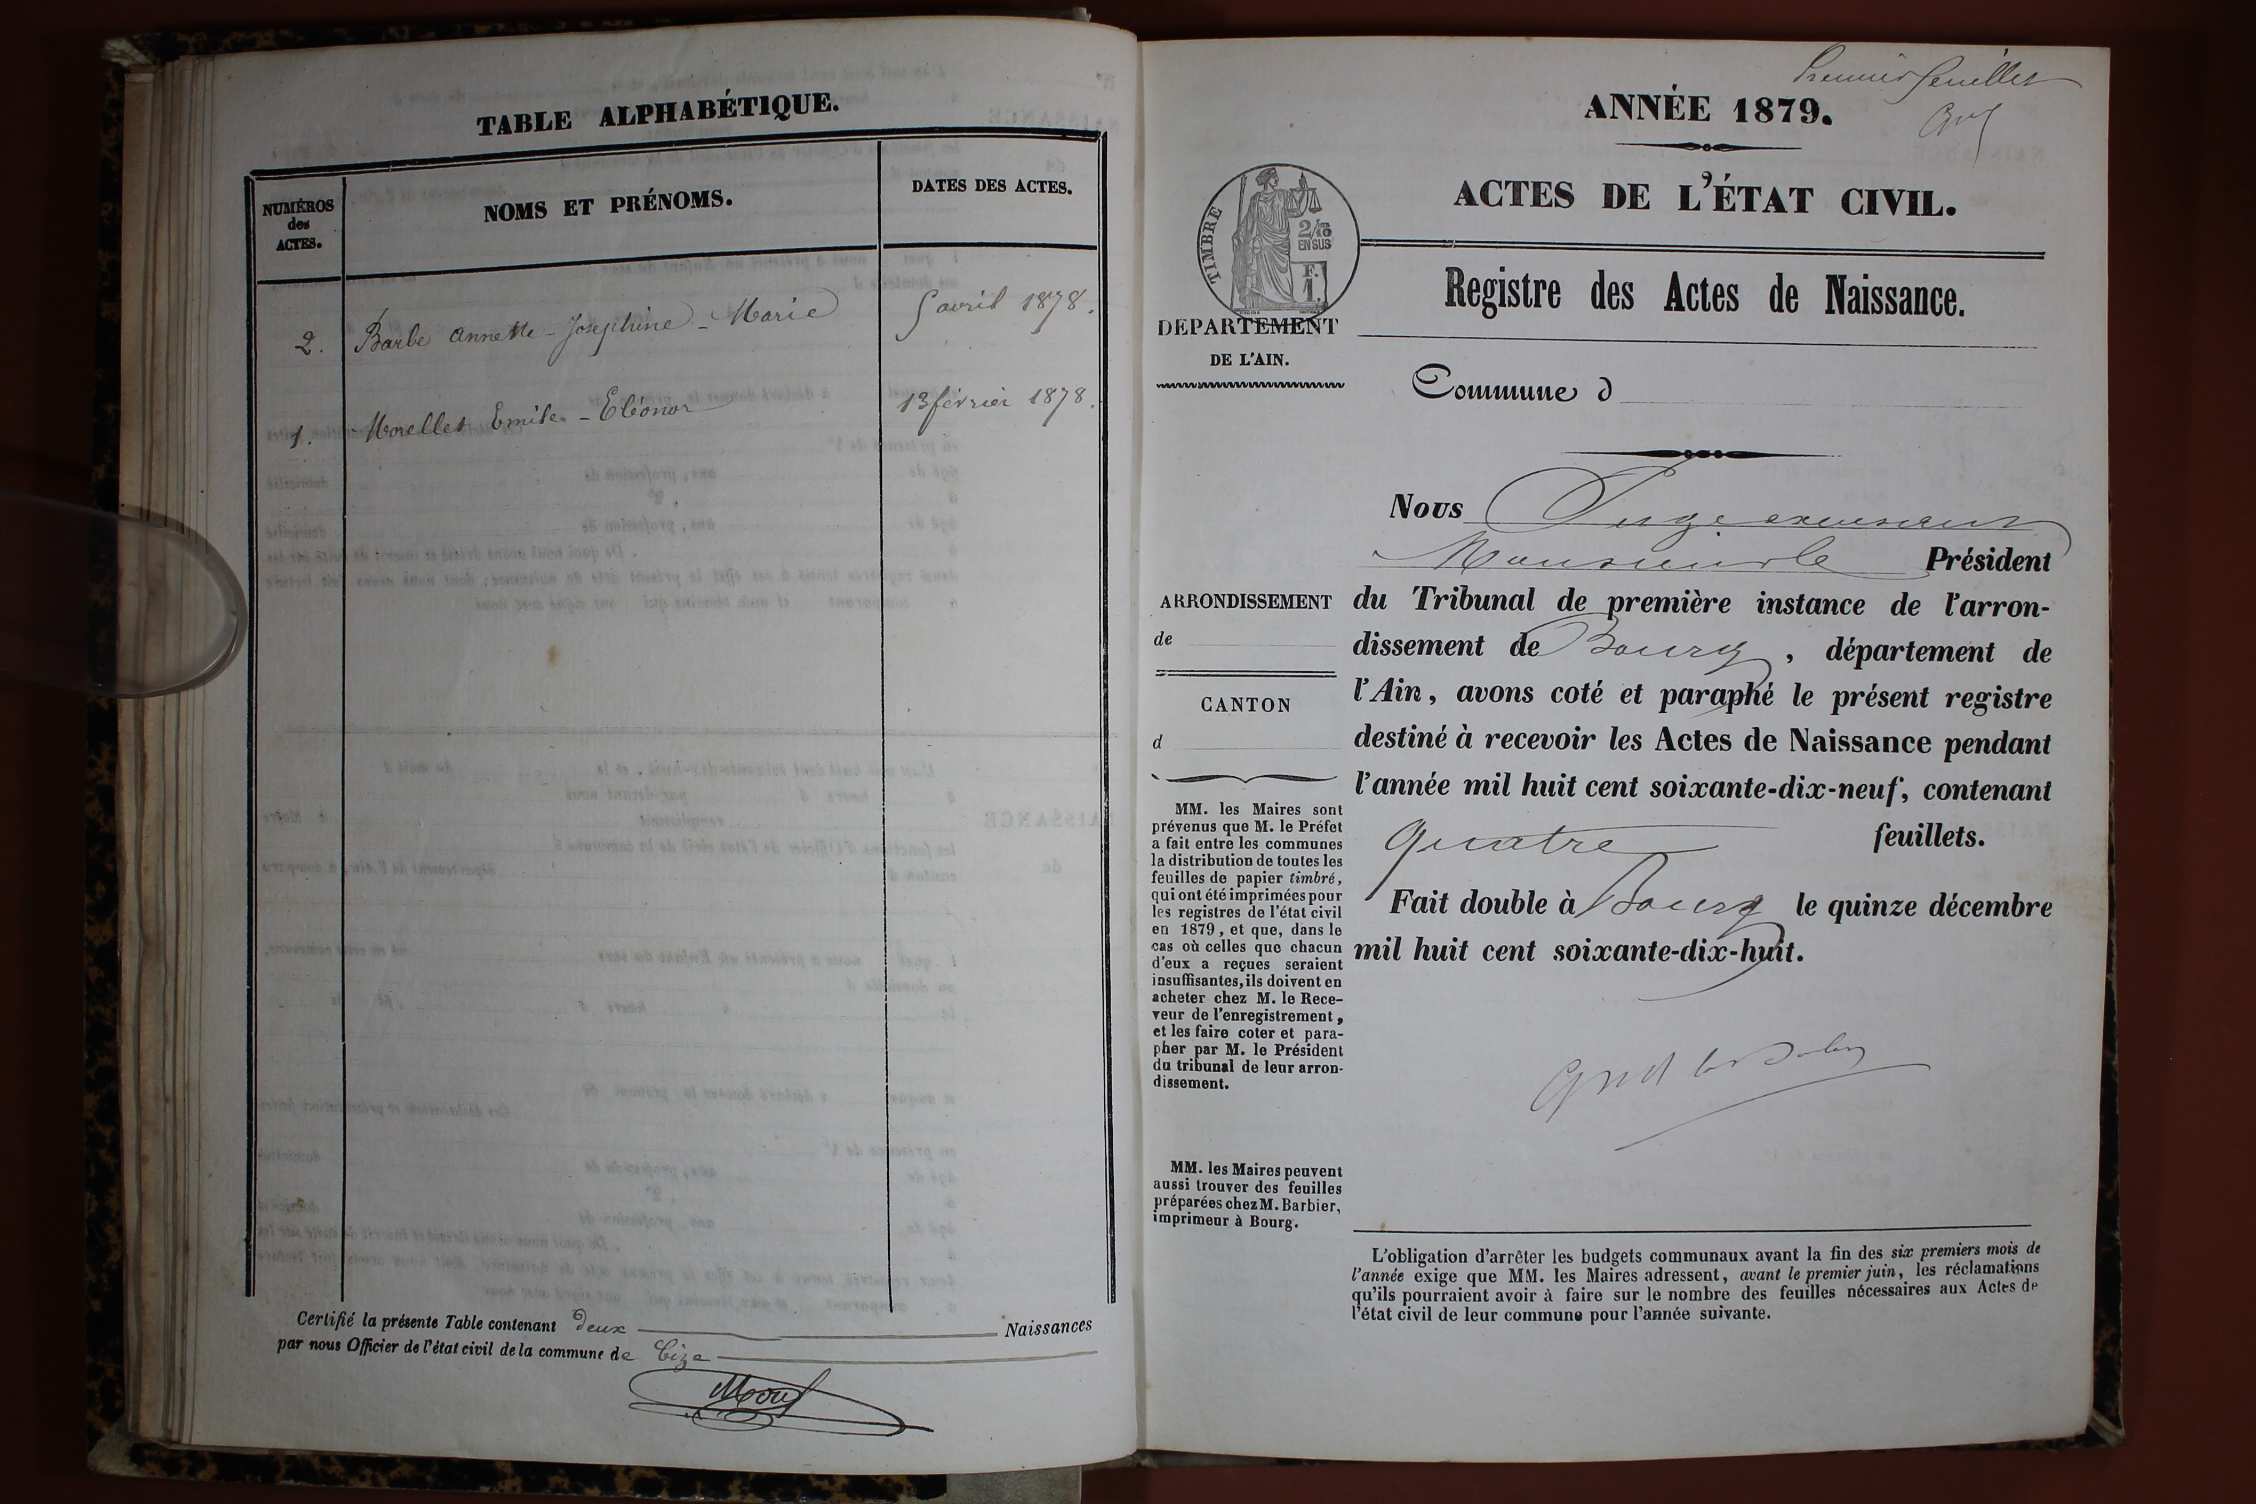 TABLE ALPHABÉTIQUE.
NUMÉROS
des
ACTES.
NOMS ET PRÉNOMS.
DATES DES ACTES.
2. Barbe Annette - Josephine - Marie 5 avril 1878.
1. Morellet Emile - Eléonor 13 février 1878.
Certifié la présente Table contenant deux Naissances
par nous Officier de l'état civil de la commune de Cize
Premier feuillet
ANNÉE 1879.
ACTES DE L'ÉTAT CIVIL.
TIMBRE
2/10
EN SUS
F.
1.
Registre des Actes de Naissance.
DEPARTEMENT
DE L'AIN.
Commune d
Nous Juge
Monsieur le Président
ARRONDISSEMENT
de
CANTON
d
du Tribunal de première instance de l'arron-
dissement de Bourg, département de
l'Ain, avons coté et paraphé le présent registre
destiné à recevoir les Actes de Naissance pendant
l'année mil huit cent soixante-dix-neuf, contenant
quatre feuillets.
Fait double à Bourg le quinze décembre
mil huit cent soixante-dix-huit.
MM. les Maires sont
prévenus que M. le Préfet
a fait entre les communes
la distribution de toutes les
feuilles de papier timbré,
qui ont été imprimées pour
les registres de l'état civil
en 1879, et que, dans le
cas où celles que chacun
d'eux a reçues seraient
insuffisantes, ils doivent en
acheter chez M. le Rece-
veur de l'enregistrement,
et les faire coter et para-
pher par M. le Président
du tribunal de leur arron-
dissement.
MM. les Maires peuvent
aussi trouver des feuilles
préparées chez M. Barbier,
imprimeur à Bourg.
L'obligation d'arrêter les budgets communaux avant la fin des six premiers mois de
l'année exige que MM. les Maires adressent, avant le premier juin, les réclamations
qu'ils pourraient avoir à faire sur le nombre des feuilles nécessaires aux Actes de
l'état civil de leur commune pour l'année suivante.